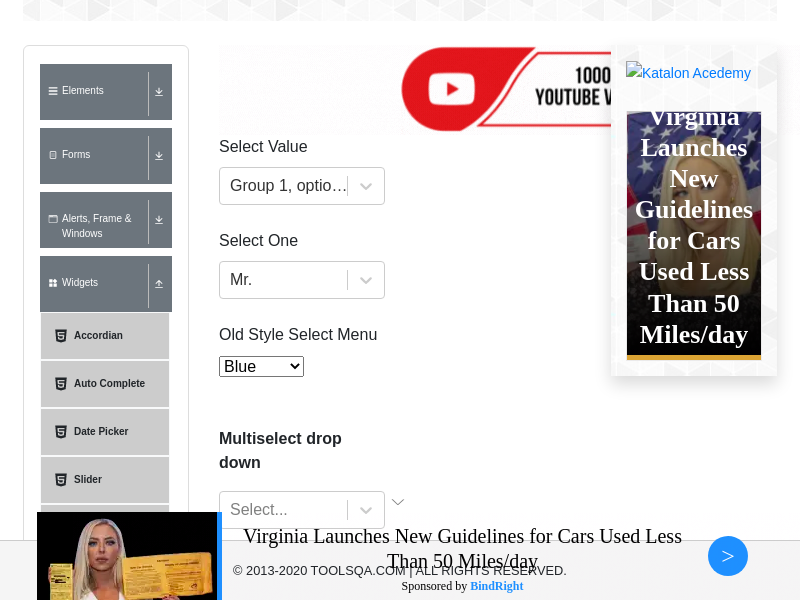 Elements
Forms
Alerts, Frame &
Windows
Widgets
Accordian
Auto Complete
Date Picker
Slider
1000
YOUTUBE V
Select Value
Group 1, optio...
Select One
Mr.
Old Style Select Menu
Blue
Multiselect drop
down
Select...
Katalon Acedemy
Virginia
Launches
New
Guidelines
for Cars
Used Less
Than 50
Miles/day
Virginia Launches New Guidelines for Cars Used Less
Than 50 Miles/day
© 2013-2020 TOOLSQA.COM | ALL RIGHTS RESERVED.
Sponsored by BindRight
>